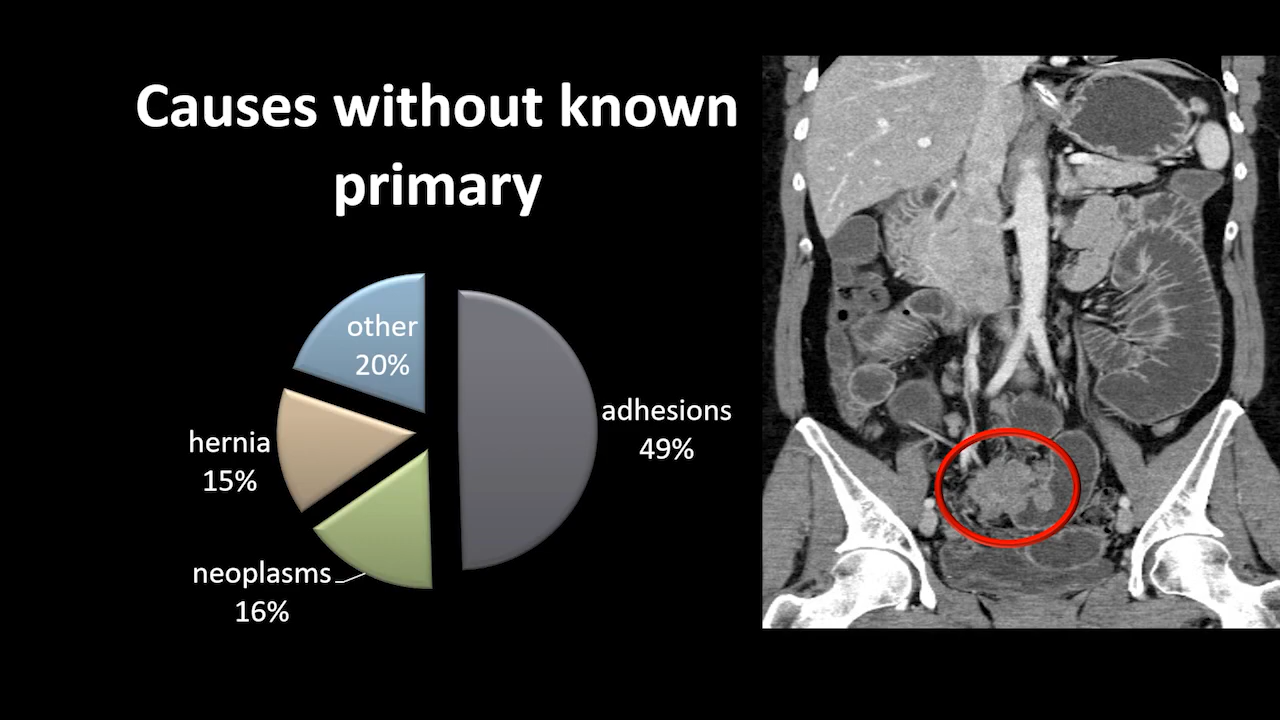 Causes without known
primary
other
20%
adhesions
49%
hernia
15%
neoplasms
16%